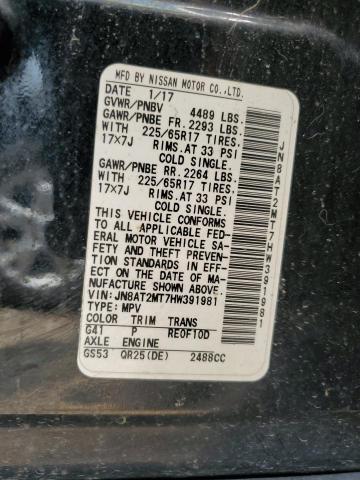 MFD BY NISSAN MOTOR CO.,LTD.
DATE 1/17
GVWR/PNBV 4489 LBS.
GAWR/PNBE FR. 2293 LBS.
WITH 225/65R17 TIRES.
17×7J RIMS.AT 33 PSI
COLD SINGLE.
GAWR/PNBE RR. 2264 LBS.
WITH 225/65R17 TIRES.
17×7J RIMS.AT 33 PSI
COLD SINGLE.
THIS VEHICLE CONFORMS
TO ALL APPLICABLE FED-
ERAL MOTOR VEHICLE SA-
FETY AND THEFT PREVEN-
TION STANDARDS IN EFF-
ECT ON THE DATE OF MA-
NUFACTURE SHOWN ABOVE.
VIN: JN8AT2MT7HW391981
TYPE: MPV
COLOR TRIM TRANS
G41 P RE0F10D
AXLE ENGINE
GS53 QR25(DE) 2488CC
JN8AT2MT7HW391981